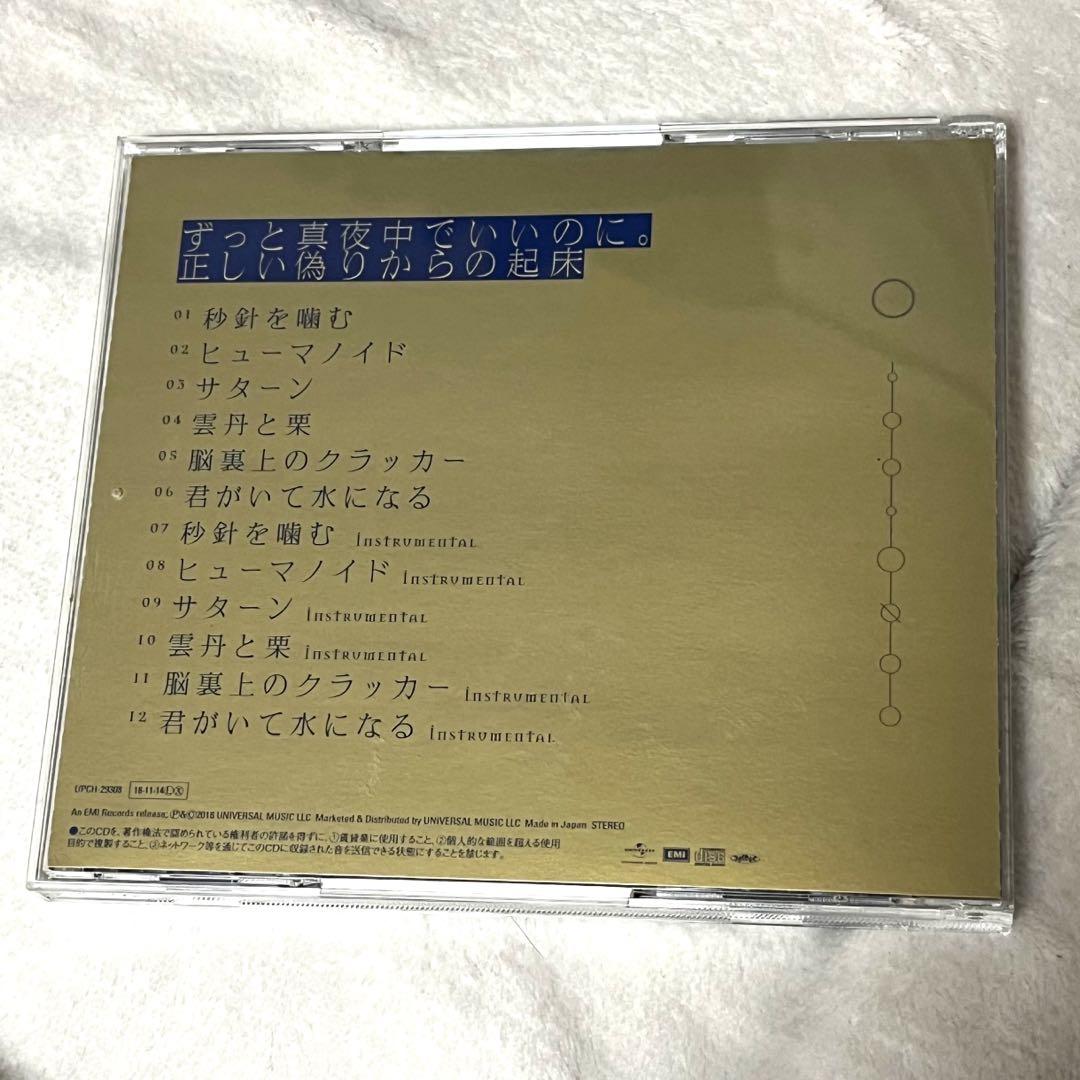 ずっと真夜中でいいのに。
正しい偽りからの起床
01 秒針を噛む
02 ヒューマノイド
03 サターン
04 雲丹と栗
05 脳裏上のクラッカー
06 君がいて水になる
07 秒針を噛む instrumental
08 ヒューマノイド instrumental
09 サターン instrumental
10 雲丹と栗 instrumental
11 脳裏上のクラッカー instrumental
12 君がいて水になる instrumental
UPCH-29308 18·11·14 L X
An EMI Records release; Ⓟ&©2018 UNIVERSAL MUSIC LLC Marketed & Distributed by UNIVERSAL MUSIC LLC Made in Japan STEREO
●このCDを、著作権法で認められている権利者の許諾を得ずに、①賃貸業に使用すること、②個人的な範囲を超える使用
目的で複製すること、③ネットワーク等を通じてこのCDに収録された音を送信できる状態にすることを禁じます。
UNIVERSAL EMI disc